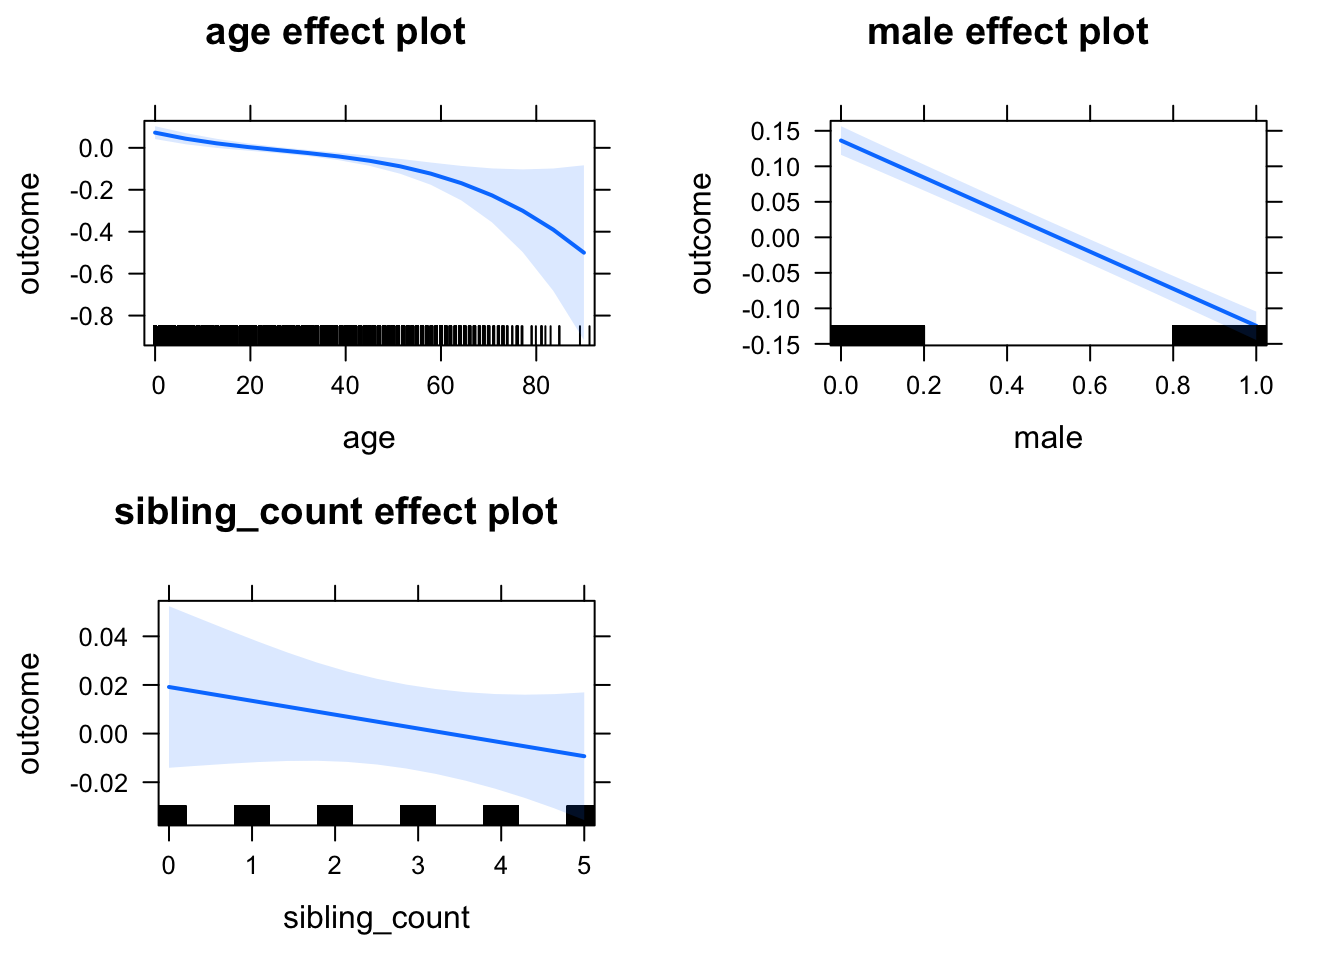 age effect plot
outcome
0.0
-0.2
-0.4
-0.6
-0.8
0 20 40 60 80
age
male effect plot
outcome
0.15
0.10
0.05
0.00
-0.05
-0.10
-0.15
0.0 0.2 0.4 0.6 0.8 1.0
male
sibling_count effect plot
outcome
0.04
0.02
0.00
-0.02
0 1 2 3 4 5
sibling_count